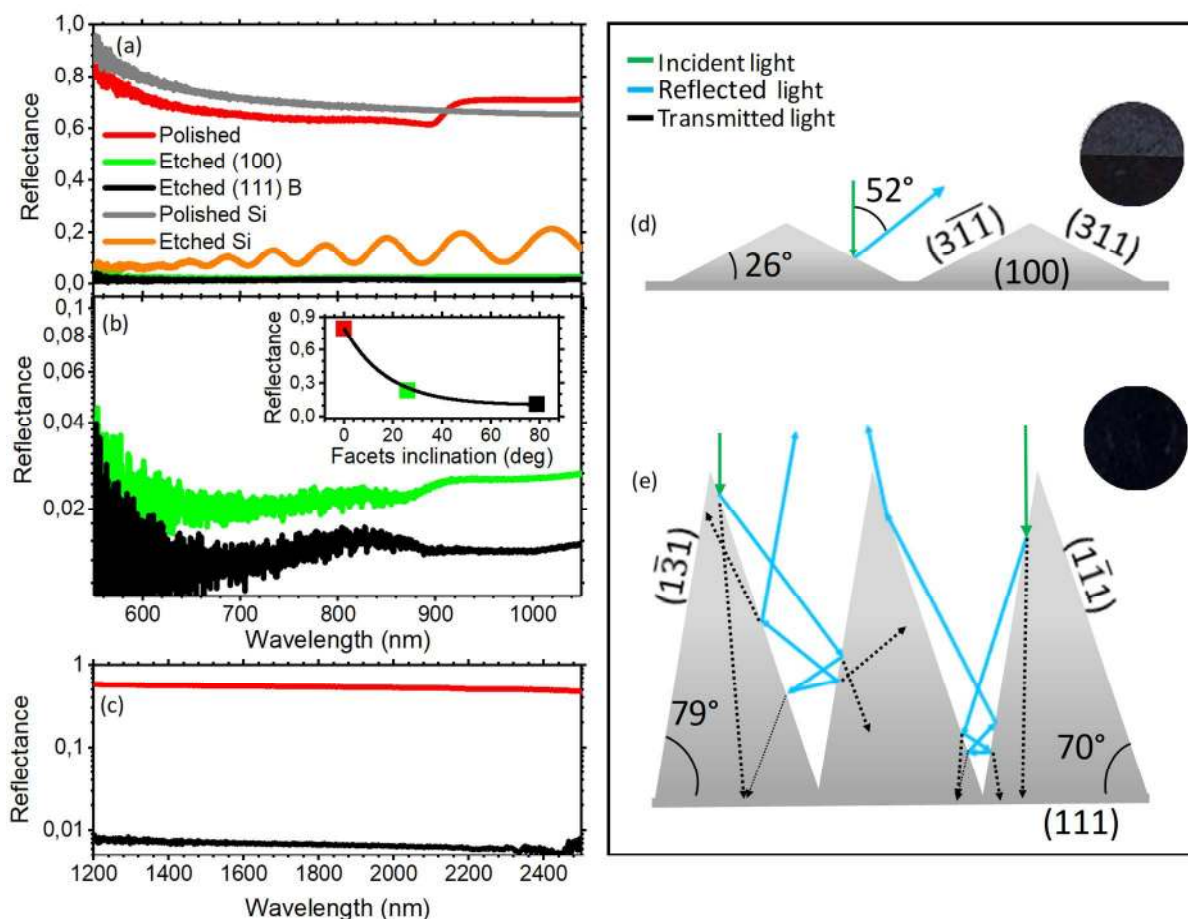 (a)
1,0
0,8
0,6
0,4
0,2
0,0
Reflectance
Polished
Etched (100)
Etched (111) B
Polished Si
Etched Si
(b)
0,1
0,08
0,06
0,04
0,02
Reflectance
0,9
0,6
0,3
0,0
Reflectance
0 20 40 60 80
Facets inclination (deg)
600 700 800 900 1000
Wavelength (nm)
(c)
1
0,1
0,01
Reflectance
1200 1400 1600 1800 2000 2200 2400
Wavelength (nm)
Incident light
Reflected light
Transmitted light
(d)
52°
26°
(3̅1̅1̅)
(311)
(100)
(e)
(13̅1)
(11̅1)
79°
70°
(111)